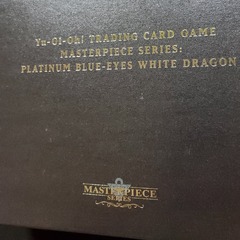 Yu-Gi-Oh! TRADING CARD GAME
MASTERPIECE SERIES:
PLATINUM BLUE-EYES WHITE DRAGON
MASTERPIECE
SERIES